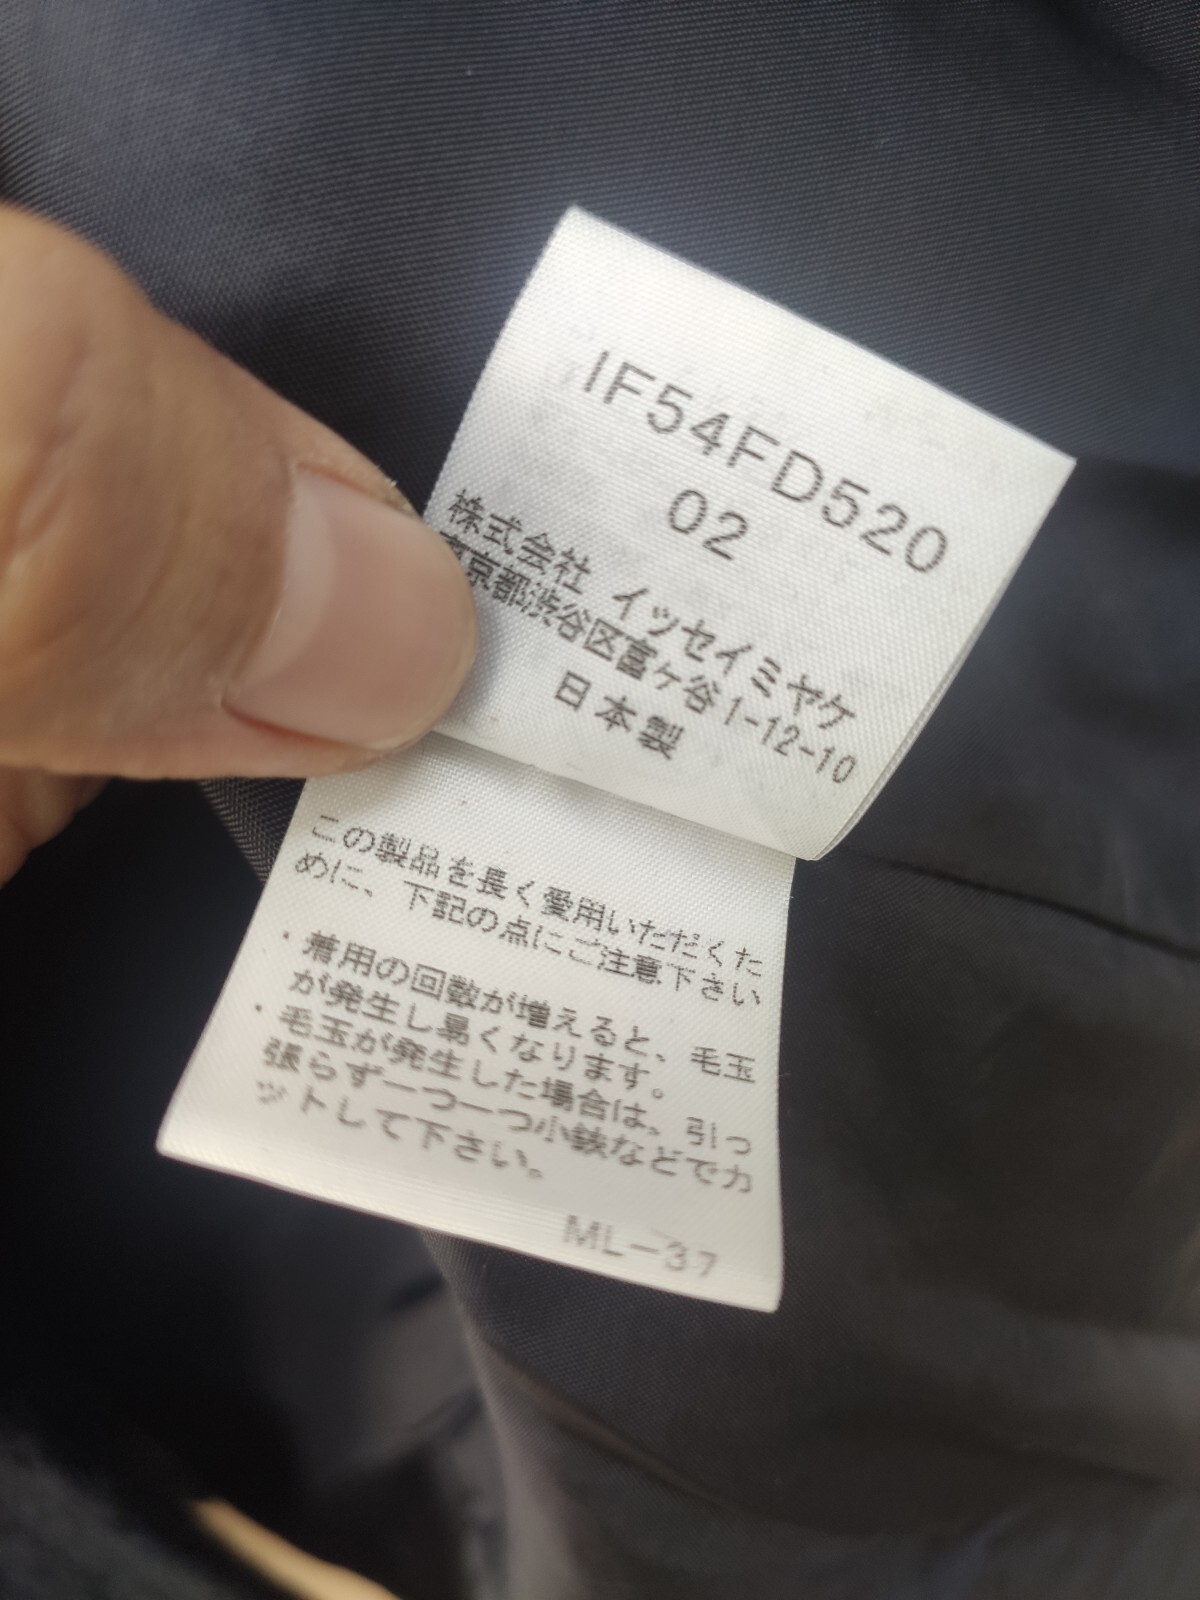 IF54FD520
02
株式会社 イッセイミヤケ
東京都渋谷区富ヶ谷1-12-10
日本製
この製品を長く愛用いただくた
めに、下記の点にご注意下さい
・着用の回数が増えると、毛玉
が発生し易くなります。
・毛玉が発生した場合は、引っ
張らず一つ一つ小鋏などでカ
ットして下さい。
ML-37